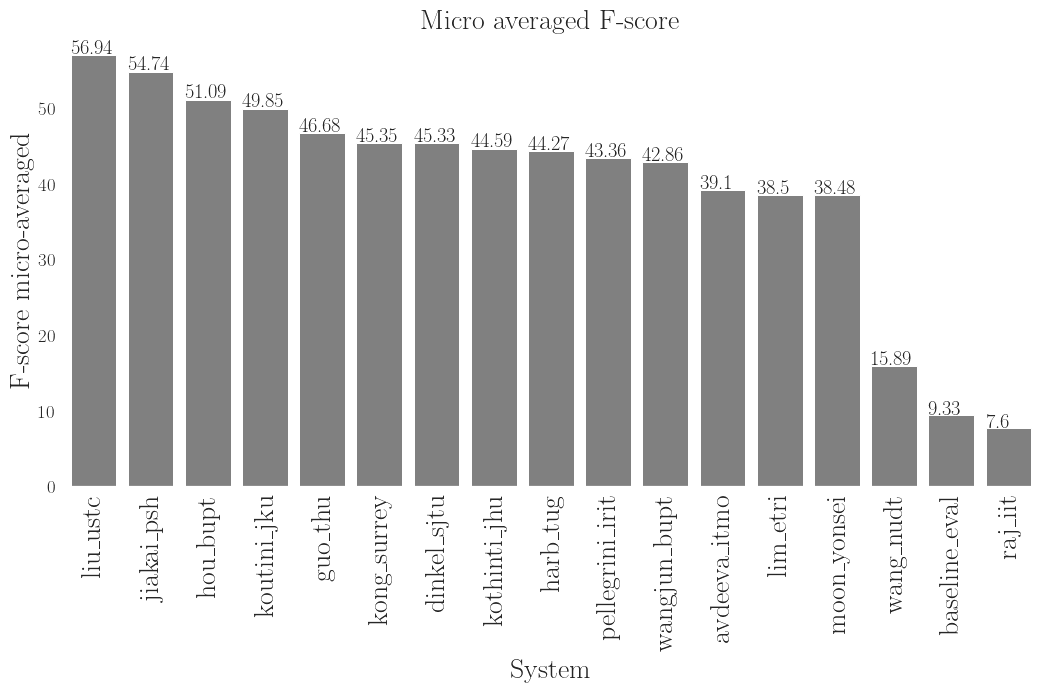 Micro averaged F-score
F-score micro-averaged
50
40
30
20
10
0
56.94
54.74
51.09
49.85
46.68
45.35
45.33
44.59
44.27
43.36
42.86
39.1
38.5
38.48
15.89
9.33
7.6
liu_ustc
jiakai_psh
hou_bupt
koutini_jku
guo_thu
kong_surrey
dinkel_sjtu
kothinti_jhu
harb_tug
pellegrini_irit
wangjun_bupt
avdeeva_itmo
lim_etri
moon_yonsei
wang_nudt
baseline_eval
raj_iit
System